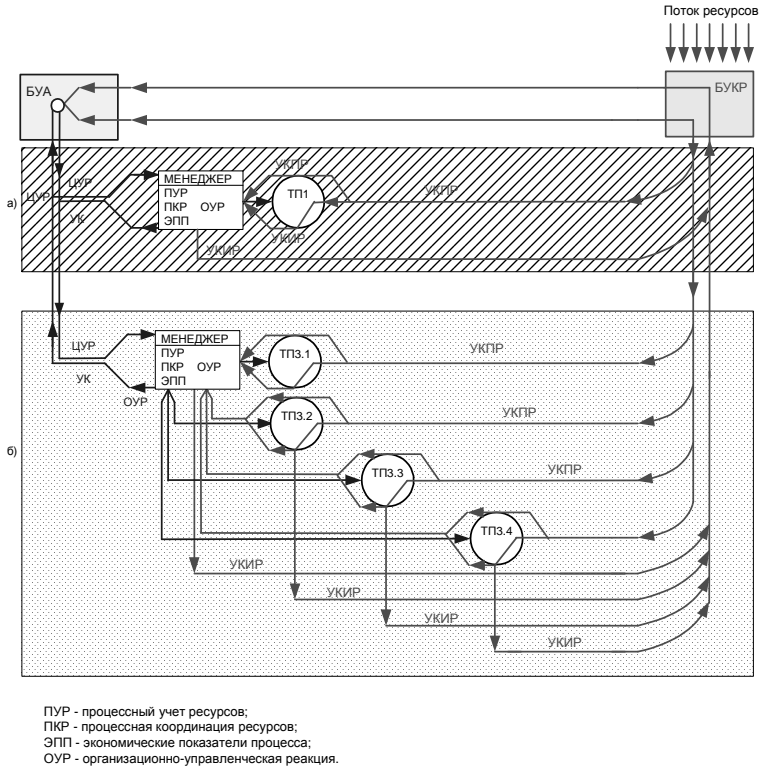 Поток ресурсов
БУА
БУКР
а)
ЦУР
ЦУР
УК
МЕНЕДЖЕР
ПУР
ПКР ОУР
ЭПП
УКПР
ТП1
УКИР
УКПР
УКИР
б)
ЦУР
УК
ОУР
МЕНЕДЖЕР
ПУР
ПКР ОУР
ЭПП
ТП3.1
УКПР
ТП3.2
УКПР
ТП3.3
УКПР
ТП3.4
УКИР
УКИР
УКИР
УКИР
ПУР - процессный учет ресурсов;
ПКР - процессная координация ресурсов;
ЭПП - экономические показатели процесса;
ОУР - организационно-управленческая реакция.